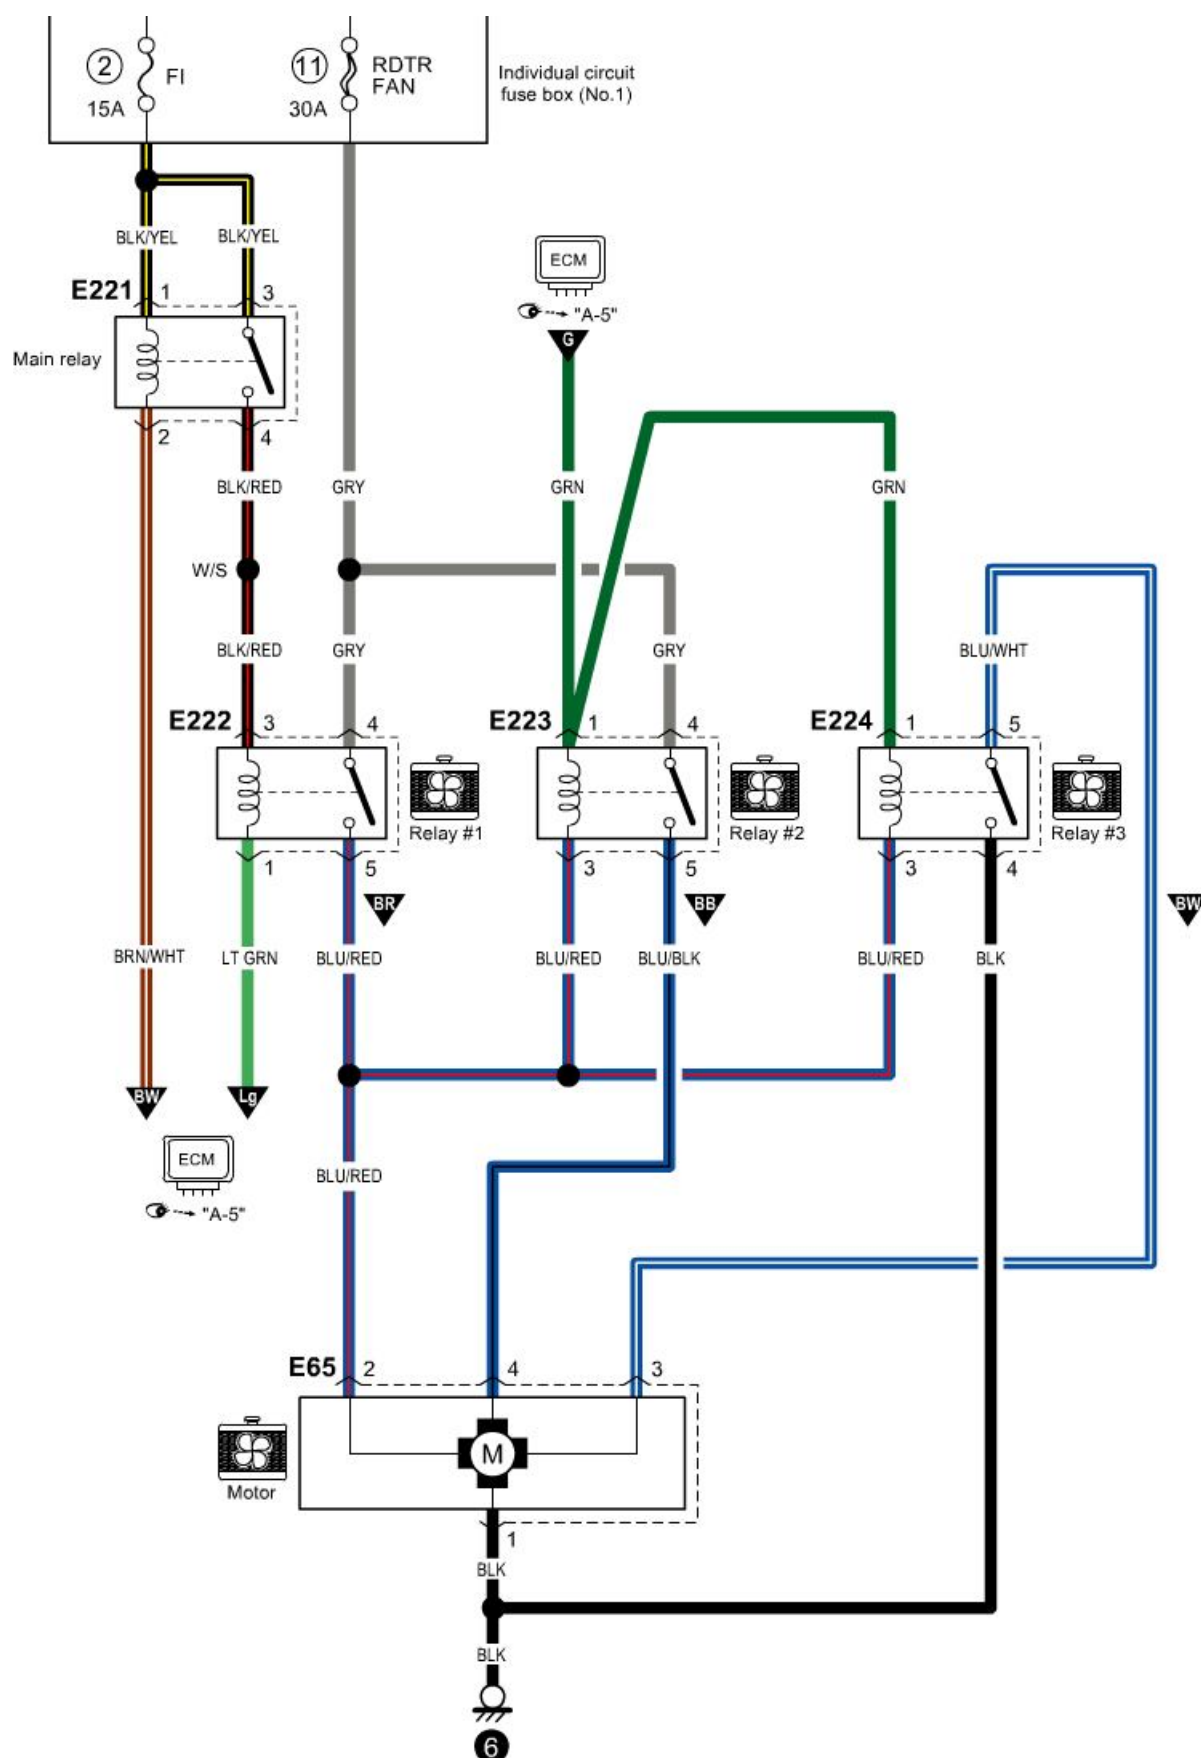 2
FI
15A
11
RDTR
FAN
30A
Individual circuit
fuse box (No.1)
BLK/YEL
BLK/YEL
ECM
"A-5"
G
E221
1
3
Main relay
2
4
BLK/RED
GRY
GRN
GRN
W/S
BLK/RED
GRY
GRY
BLU/WHT
E222
3
4
E223
1
4
E224
1
5
Relay #1
Relay #2
Relay #3
1
5
3
5
3
4
BR
BB
BW
BRN/WHT
LT GRN
BLU/RED
BLU/RED
BLU/BLK
BLU/RED
BLK
BW
Lg
ECM
"A-5"
BLU/RED
E65
2
4
3
M
Motor
1
BLK
BLK
6